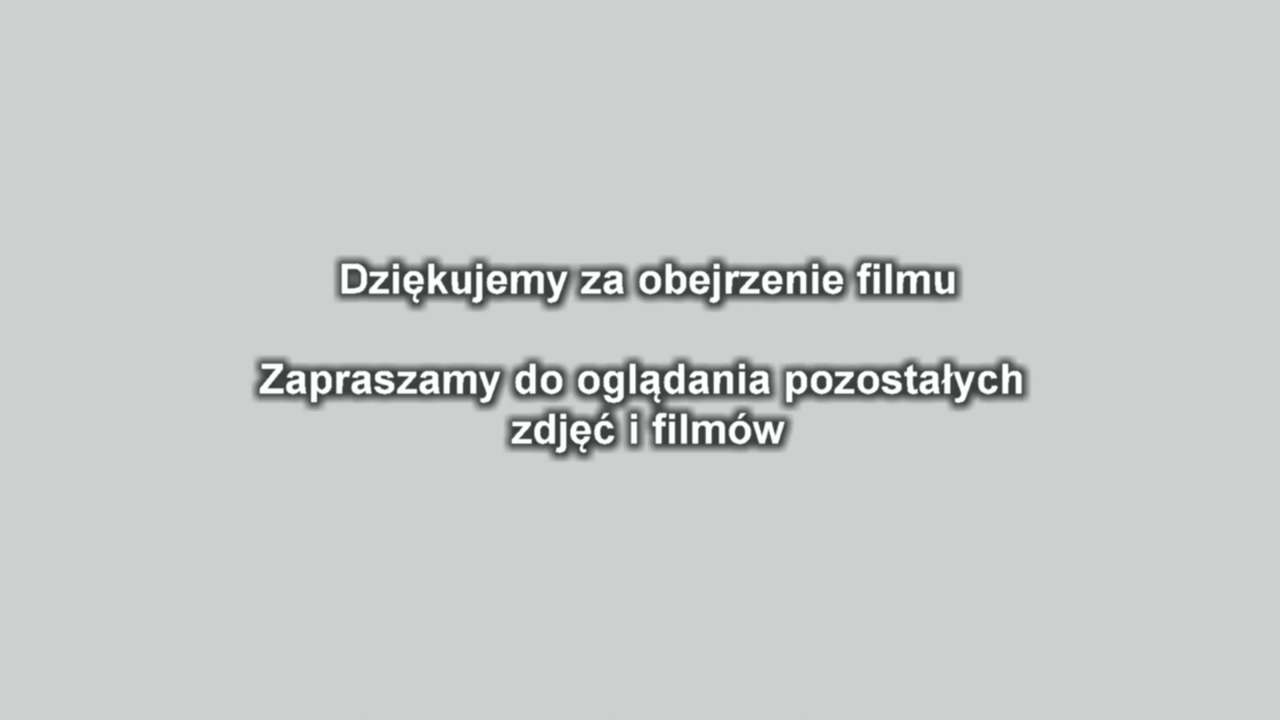 Dziękujemy za obejrzenie filmu
Zapraszamy do oglądania pozostałych
zdjęć i filmów